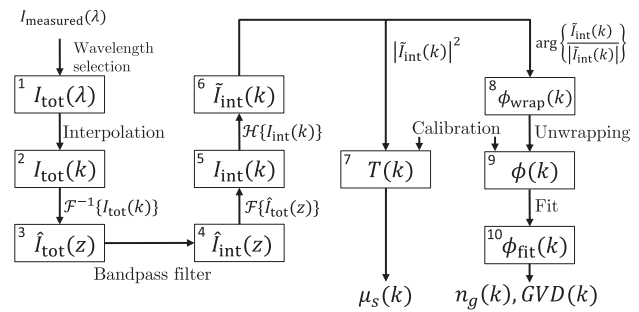 I_measured(λ)
Wavelength
selection
1 I_tot(λ)
Interpolation
2 I_tot(k)
ℱ⁻¹{I_tot(k)}
3 Î_tot(z)
Bandpass filter
4 Î_int(z)
ℱ{Î_tot(z)}
5 I_int(k)
ℋ{I_int(k)}
6 Ĩ_int(k)
|Ĩ_int(k)|²
Calibration
7 T(k)
μ_s(k)
arg{Ĩ_int(k)/|Ĩ_int(k)|}
8 ϕ_wrap(k)
Unwrapping
9 ϕ(k)
Fit
10 ϕ_fit(k)
n_g(k), GVD(k)